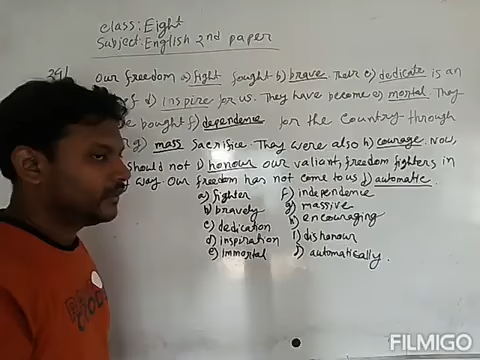 Class: Eight
Subject: English 2nd paper
Our freedom a) fight fought b) brave. Their c) dedicate is an
d) inspire for us. They have become e) mortal. They
bought f) dependence for the Country through
g) mass Sacrifice. They were also h) courage. Now,
should not i) honour our valiant, freedom fighters in
way. Our freedom has not come to us j) automatic.
a) fighter f) independence
b) bravely g) massive
c) dedication h) encouraging
d) inspiration i) dishonour
e) immortal j) automatically.
FILMIGO